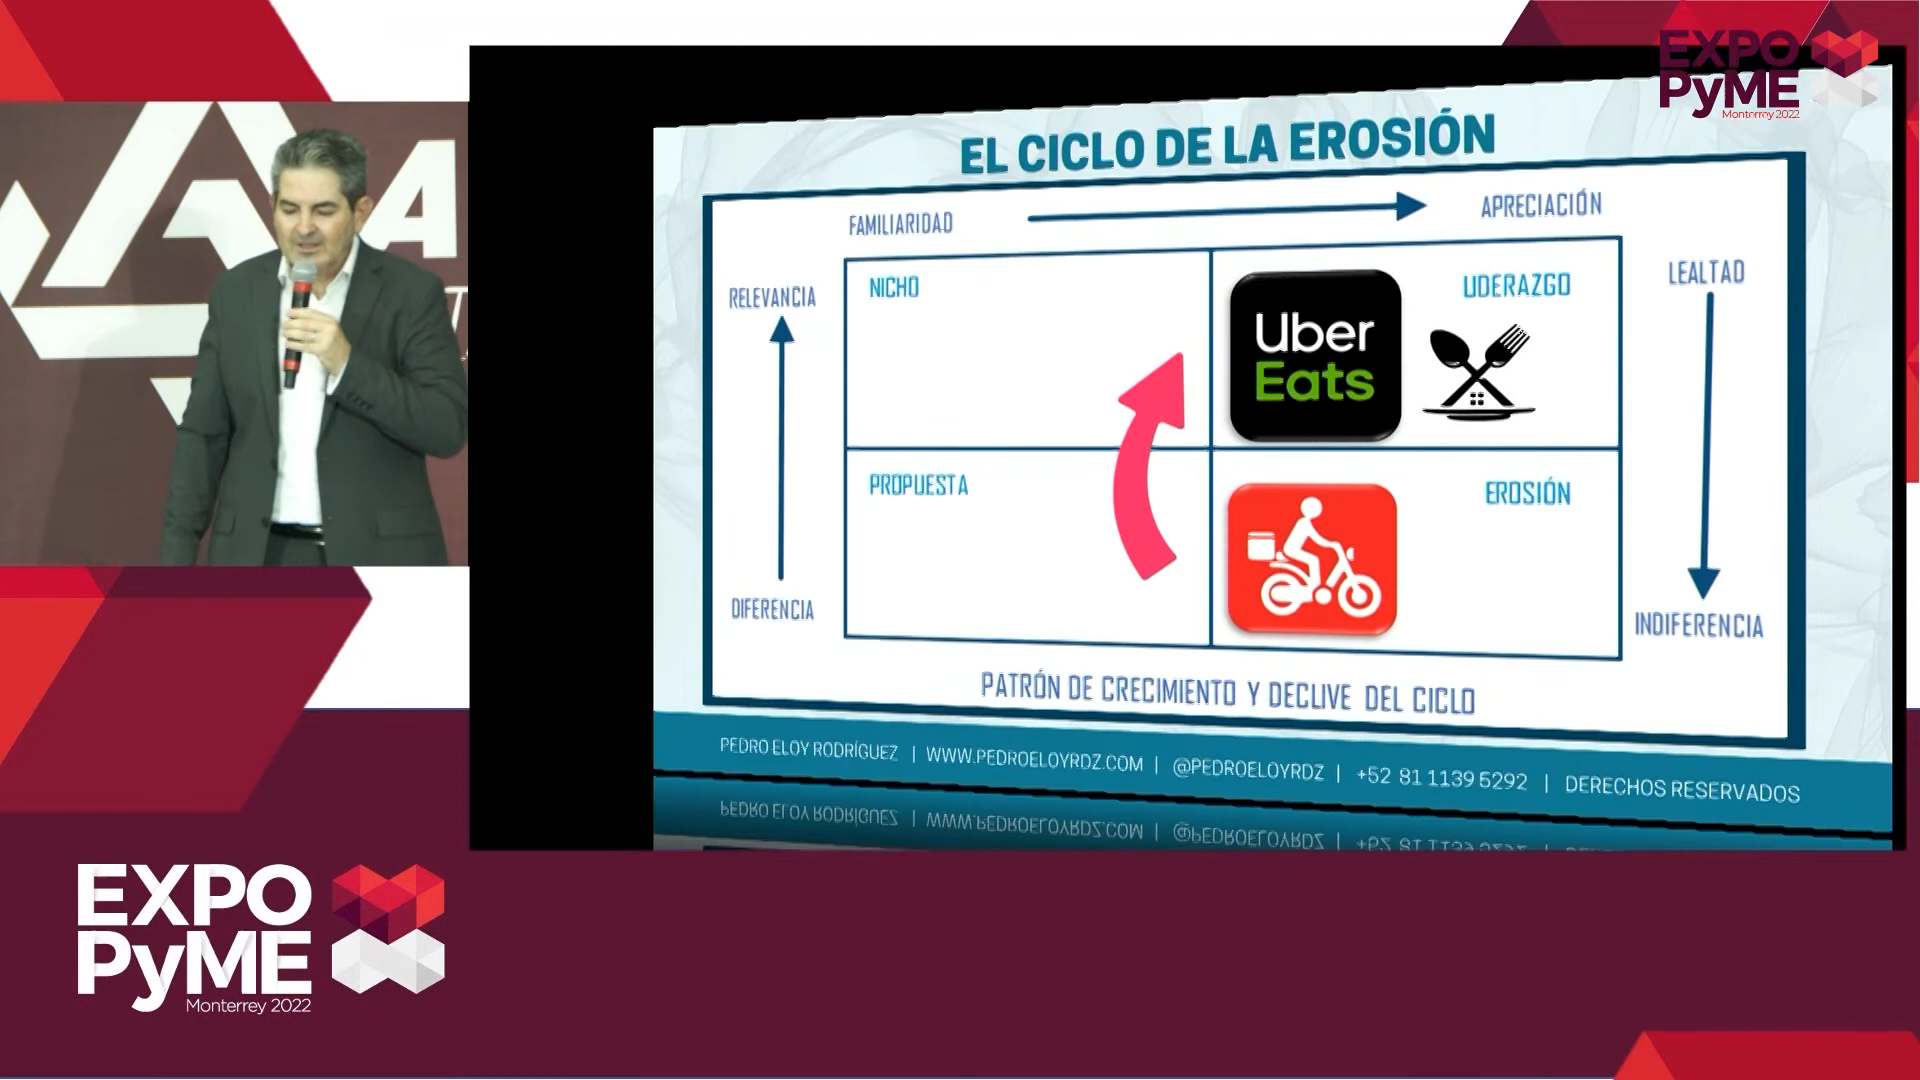 EXPO
PyME
Monterrey 2022
EL CICLO DE LA EROSIÓN
FAMILIARIDAD
APRECIACIÓN
RELEVANCIA
NICHO
Uber
Eats
LIDERAZGO
LEALTAD
DIFERENCIA
PROPUESTA
EROSIÓN
INDIFERENCIA
PATRÓN DE CRECIMIENTO Y DECLIVE DEL CICLO
PEDRO ELOY RODRÍGUEZ | WWW.PEDROELOYRDZ.COM | @PEDROELOYRDZ | +52 81 1139 5292 | DERECHOS RESERVADOS
EXPO
PyME
Monterrey 2022